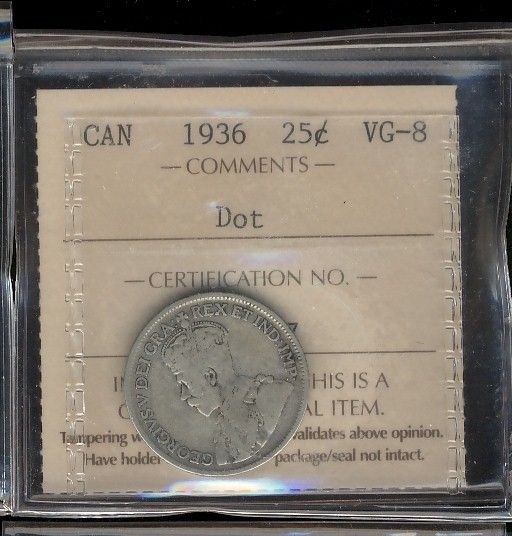 CAN 1936 25¢ VG-8
— COMMENTS —
Dot
— CERTIFICATION NO. —
THIS IS A
ITEM.
Tampering validates above opinion.
Have holder package/seal not intact.
GEORGIVS V DEI GRA: REX ET IND: IMP: